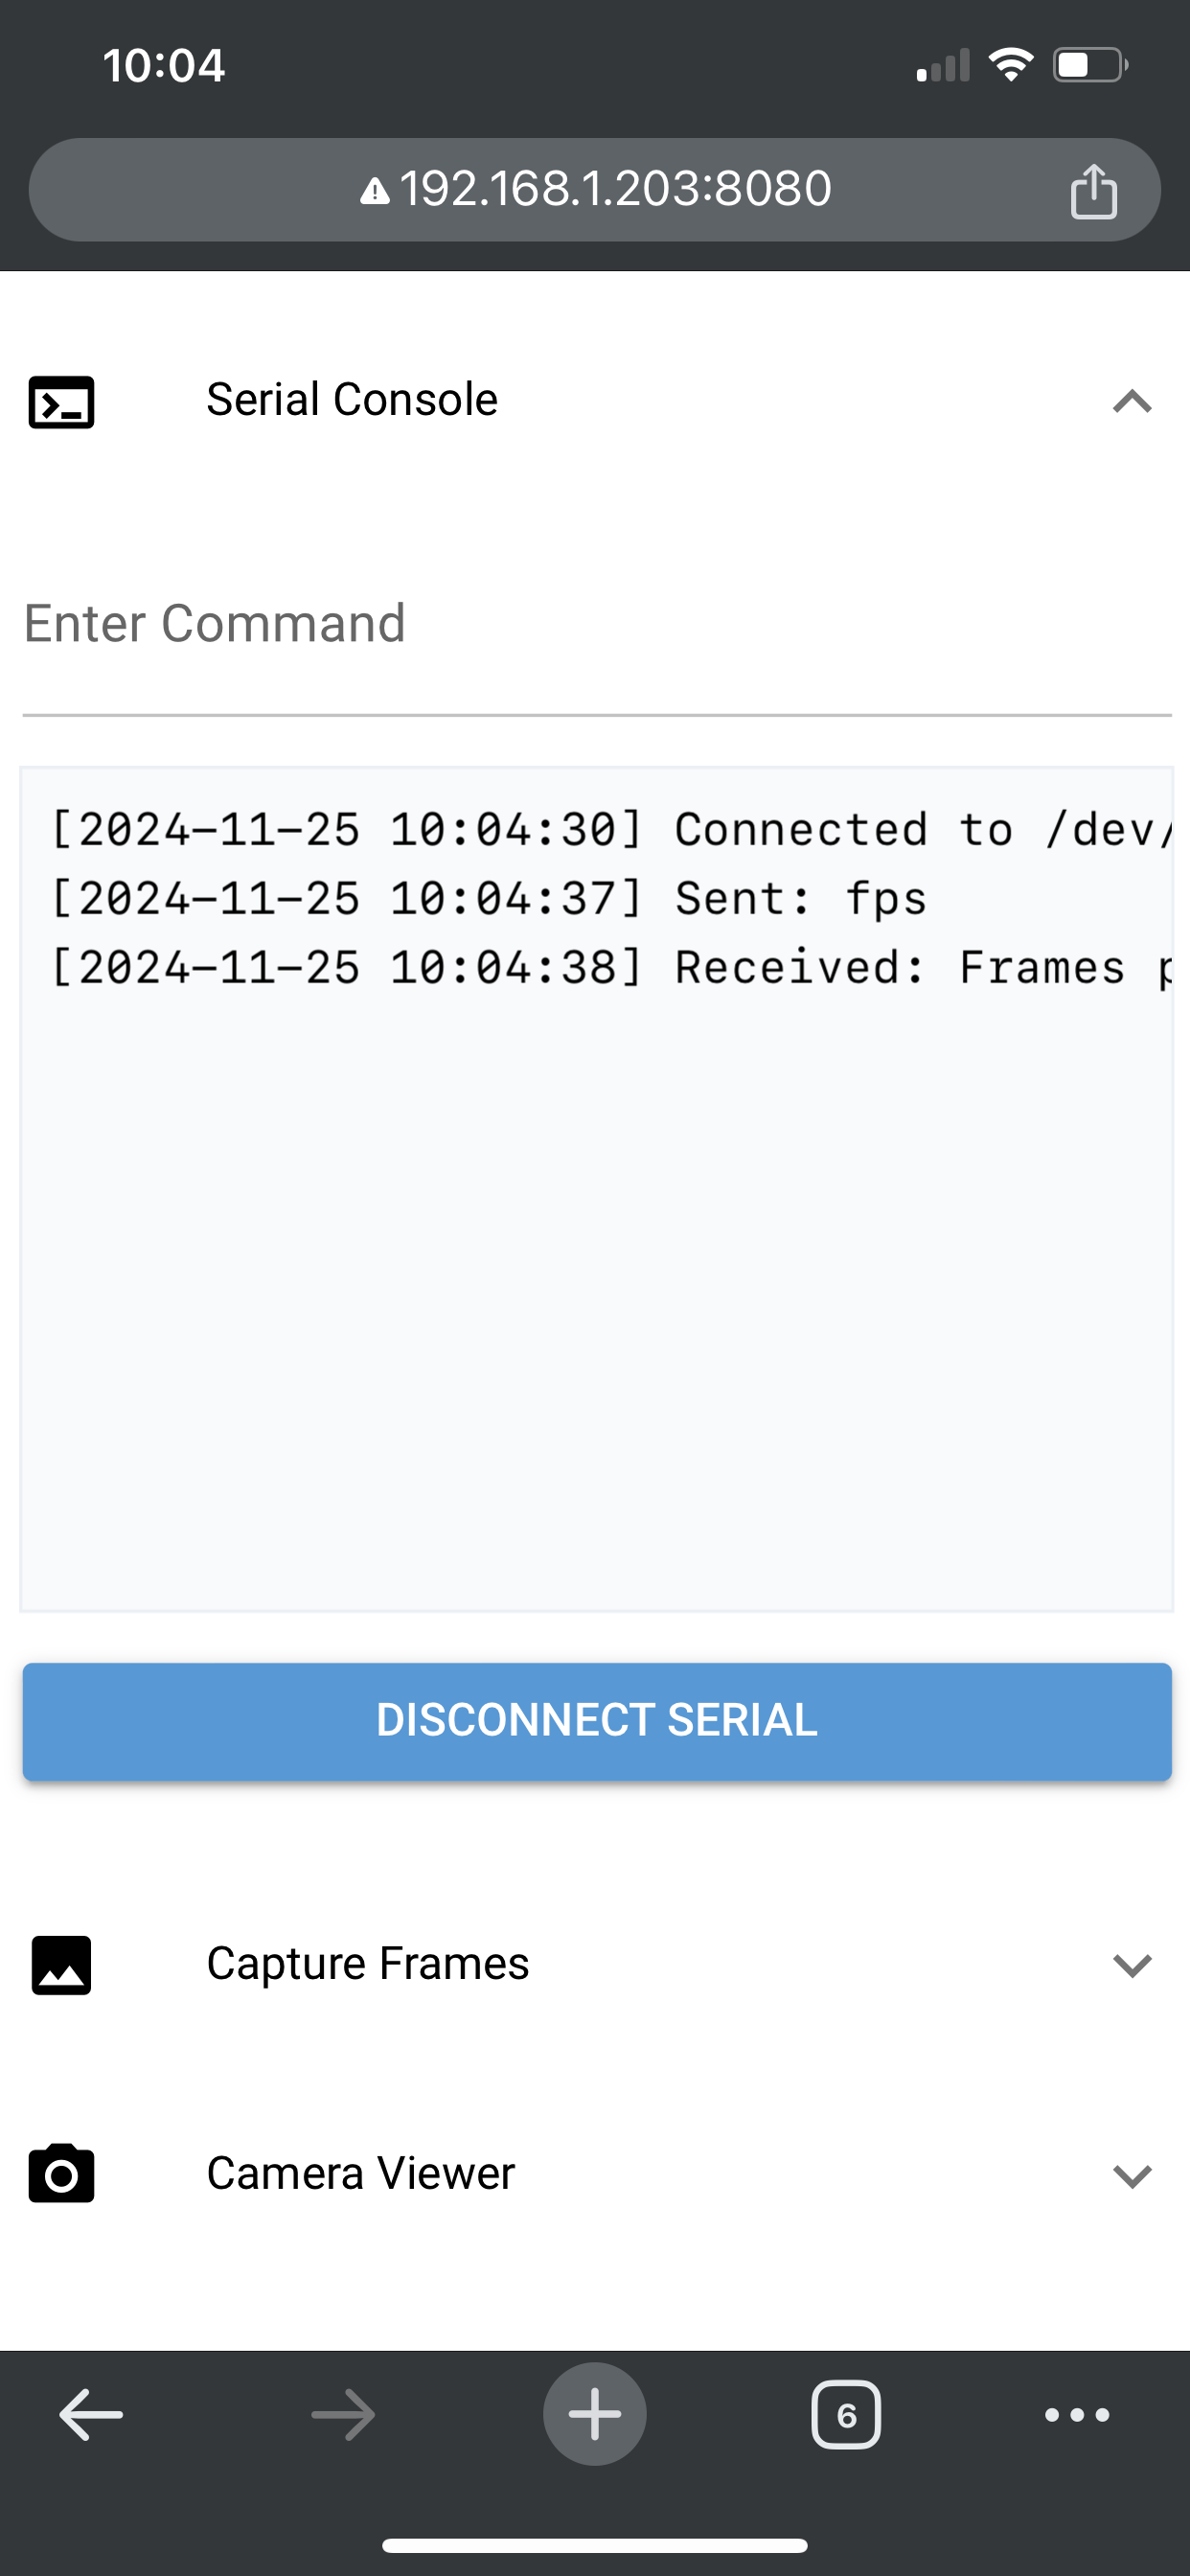 10:04
192.168.1.203:8080
Serial Console
Enter Command
[2024-11-25 10:04:30] Connected to /dev/
[2024-11-25 10:04:37] Sent: fps
[2024-11-25 10:04:38] Received: Frames p
DISCONNECT SERIAL
Capture Frames
Camera Viewer
6